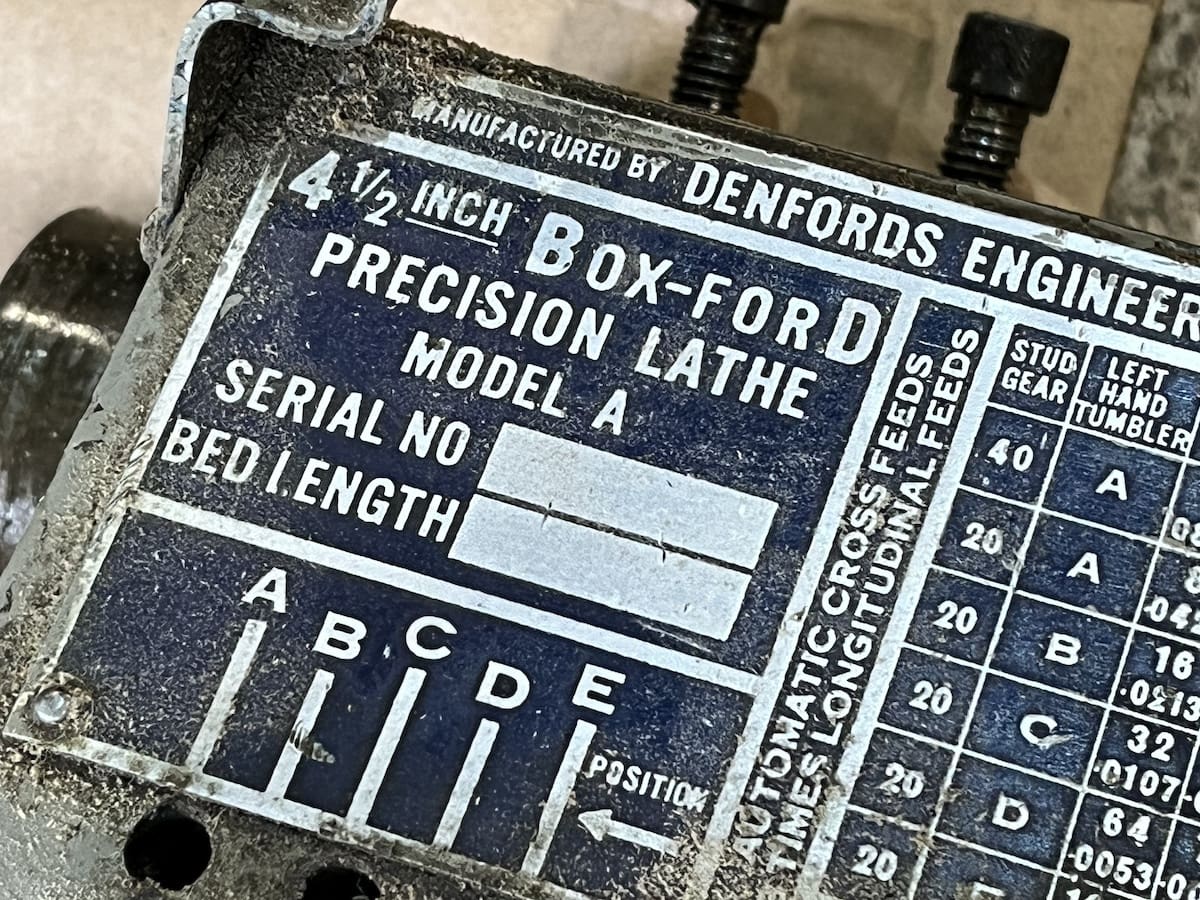 MANUFACTURED BY DENFORDS ENGINEER
4 1/2 INCH BOX-FORD
PRECISION LATHE
MODEL A
SERIAL NO
BED LENGTH
A B C D E
POSITION
AUTOMATIC CROSS FEEDS
TIMES LONGITUDINAL FEEDS
STUD GEAR LEFT HAND TUMBLER
40 A
20 A
20 B 16 .0213
20 C 32 .0107
20 D 64 .0053
20